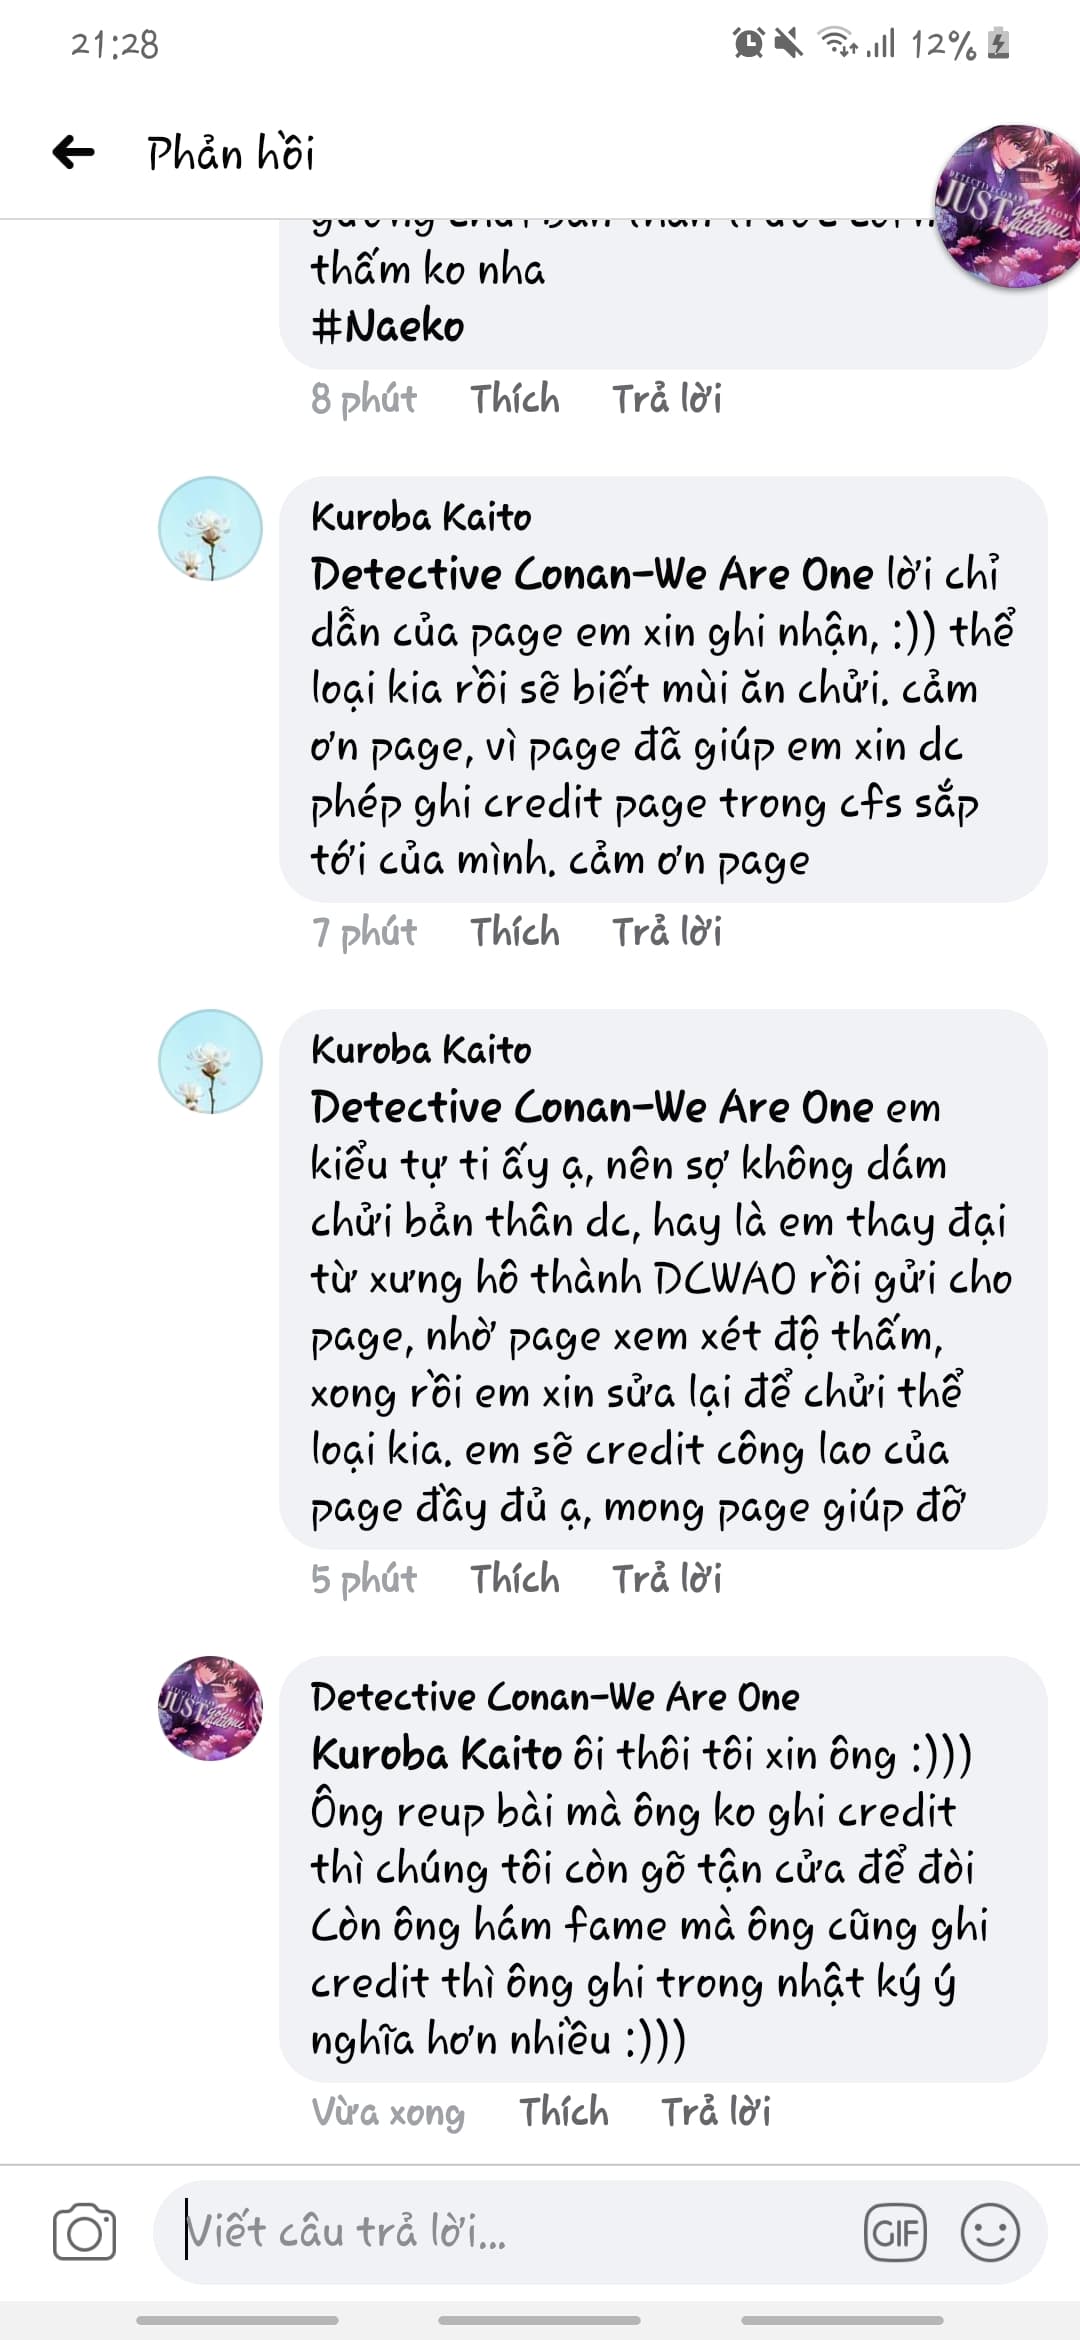 21:28
12%
Phản hồi
thấm ko nha
#Naeko
8 phút Thích Trả lời
Kuroba Kaito
Detective Conan-We Are One lời chỉ
dẫn của page em xin ghi nhận, :)) thể
loại kia rồi sẽ biết mùi ăn chửi. cảm
ơn page, vì page đã giúp em xin dc
phép ghi credit page trong cfs sắp
tới của mình. cảm ơn page
7 phút Thích Trả lời
Kuroba Kaito
Detective Conan-We Are One em
kiểu tự ti ấy ạ, nên sợ không dám
chửi bản thân dc, hay là em thay đại
từ xưng hô thành DCWAO rồi gửi cho
page, nhờ page xem xét độ thấm,
xong rồi em xin sửa lại để chửi thể
loại kia. em sẽ credit công lao của
page đầy đủ ạ, mong page giúp đỡ
5 phút Thích Trả lời
Detective Conan-We Are One
Kuroba Kaito ôi thôi tôi xin ông :)))
Ông reup bài mà ông ko ghi credit
thì chúng tôi còn gõ tận cửa để đòi
Còn ông hám fame mà ông cũng ghi
credit thì ông ghi trong nhật ký ý
nghĩa hơn nhiều :)))
Vừa xong Thích Trả lời
Viết câu trả lời...
GIF